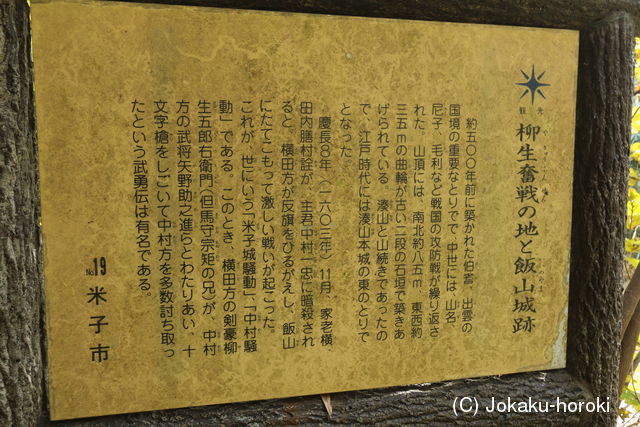 観光
柳生奮戦の地と飯山城跡
約五〇〇年前に築かれた伯耆、出雲の
国境の重要なとりでで、中世には、山名、
尼子、毛利など戦国の攻防戦が繰り返さ
れた。山頂には、南北約八五m、東西約
三五mの曲輪が古い二段の石垣で築きあ
げられている。湊山と山続きであったの
で、江戸時代には湊山本城の東のとりで
となった。
慶長8年(一六〇三年)11月、家老横
田内膳村詮が、主君中村一忠に暗殺され
ると、横田方が反旗をひるがえし、飯山
にたてこもって激しい戦いが起こった。
これが、世にいう「米子城騒動」「中村騒
動」である。このとき、横田方の剣豪柳
生五郎右衛門(但馬守宗矩の兄)が、中村
方の武将矢野助之進らとわたりあい、十
文字槍をしごいて中村方を多数討ち取っ
たという武勇伝は有名である。
No.19 米子市
(C) Jokaku-horoki